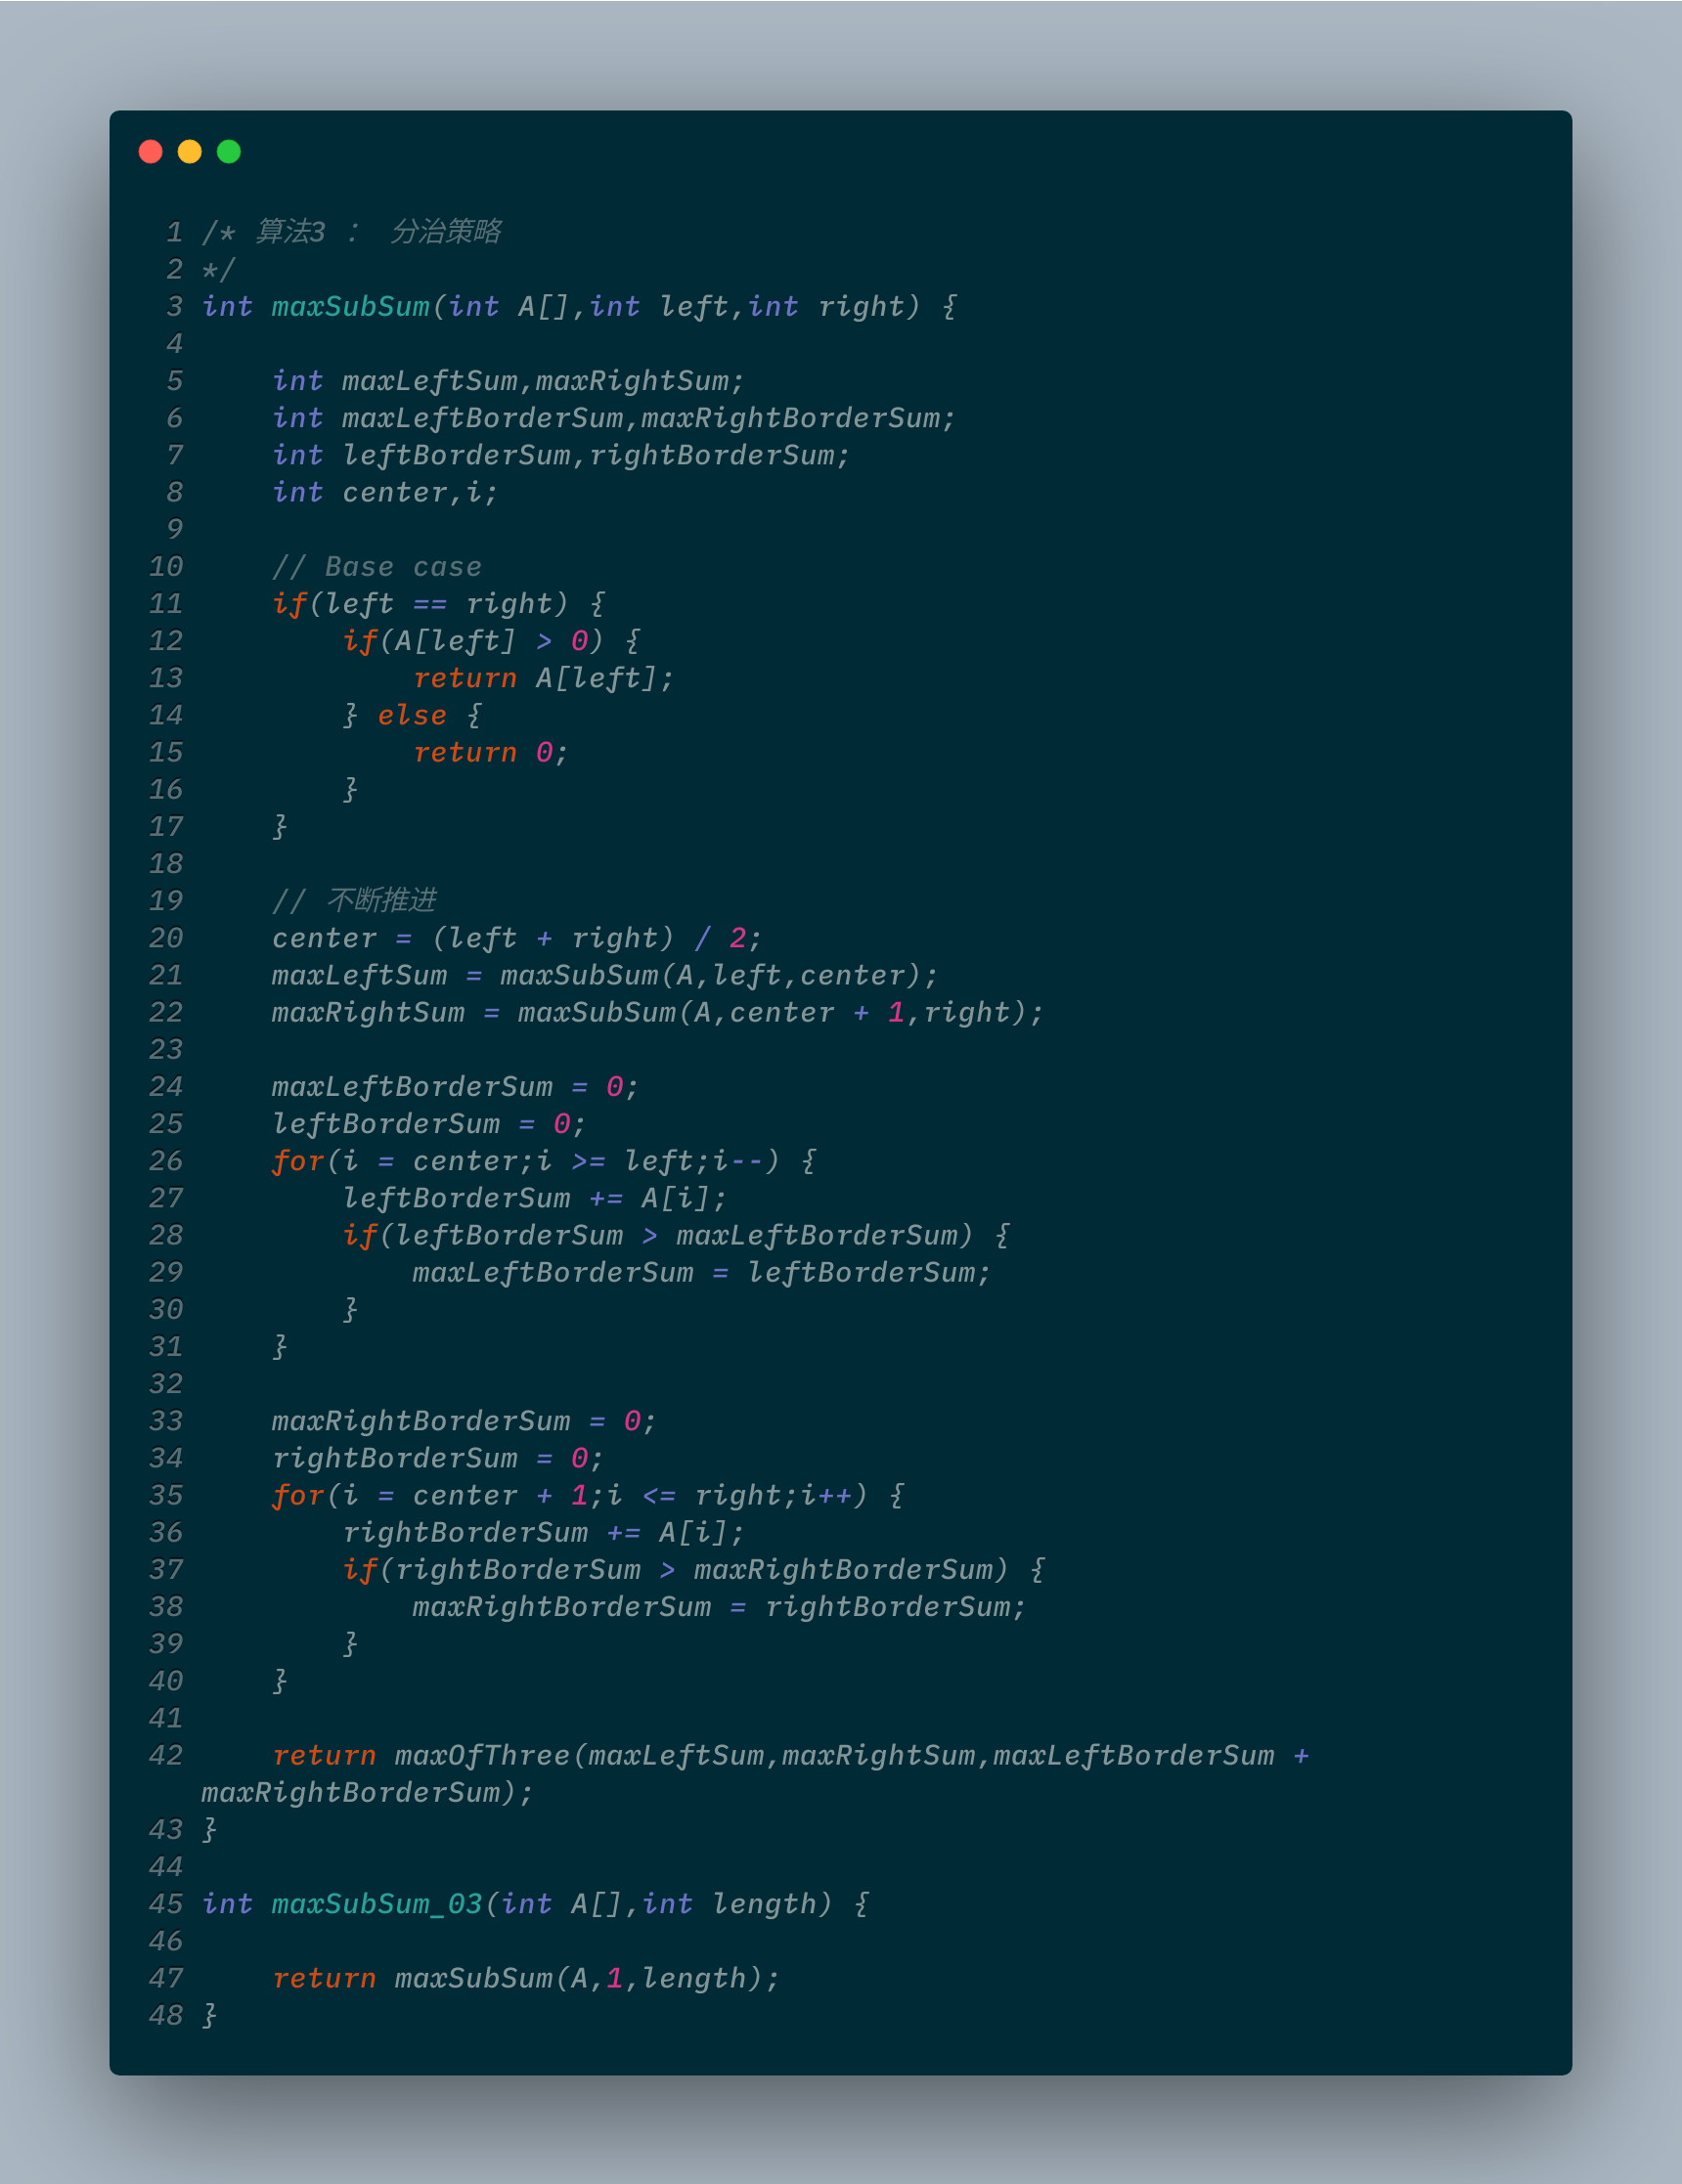 1 /* 算法3 ： 分治策略
2 */
3 int maxSubSum(int A[],int left,int right) {
4
5     int maxLeftSum,maxRightSum;
6     int maxLeftBorderSum,maxRightBorderSum;
7     int leftBorderSum,rightBorderSum;
8     int center,i;
9
10     // Base case
11     if(left == right) {
12         if(A[left] > 0) {
13             return A[left];
14         } else {
15             return 0;
16         }
17     }
18
19     // 不断推进
20     center = (left + right) / 2;
21     maxLeftSum = maxSubSum(A,left,center);
22     maxRightSum = maxSubSum(A,center + 1,right);
23
24     maxLeftBorderSum = 0;
25     leftBorderSum = 0;
26     for(i = center;i >= left;i--) {
27         leftBorderSum += A[i];
28         if(leftBorderSum > maxLeftBorderSum) {
29             maxLeftBorderSum = leftBorderSum;
30         }
31     }
32
33     maxRightBorderSum = 0;
34     rightBorderSum = 0;
35     for(i = center + 1;i <= right;i++) {
36         rightBorderSum += A[i];
37         if(rightBorderSum > maxRightBorderSum) {
38             maxRightBorderSum = rightBorderSum;
39         }
40     }
41
42     return maxOfThree(maxLeftSum,maxRightSum,maxLeftBorderSum +
maxRightBorderSum);
43 }
44
45 int maxSubSum_03(int A[],int length) {
46
47     return maxSubSum(A,1,length);
48 }